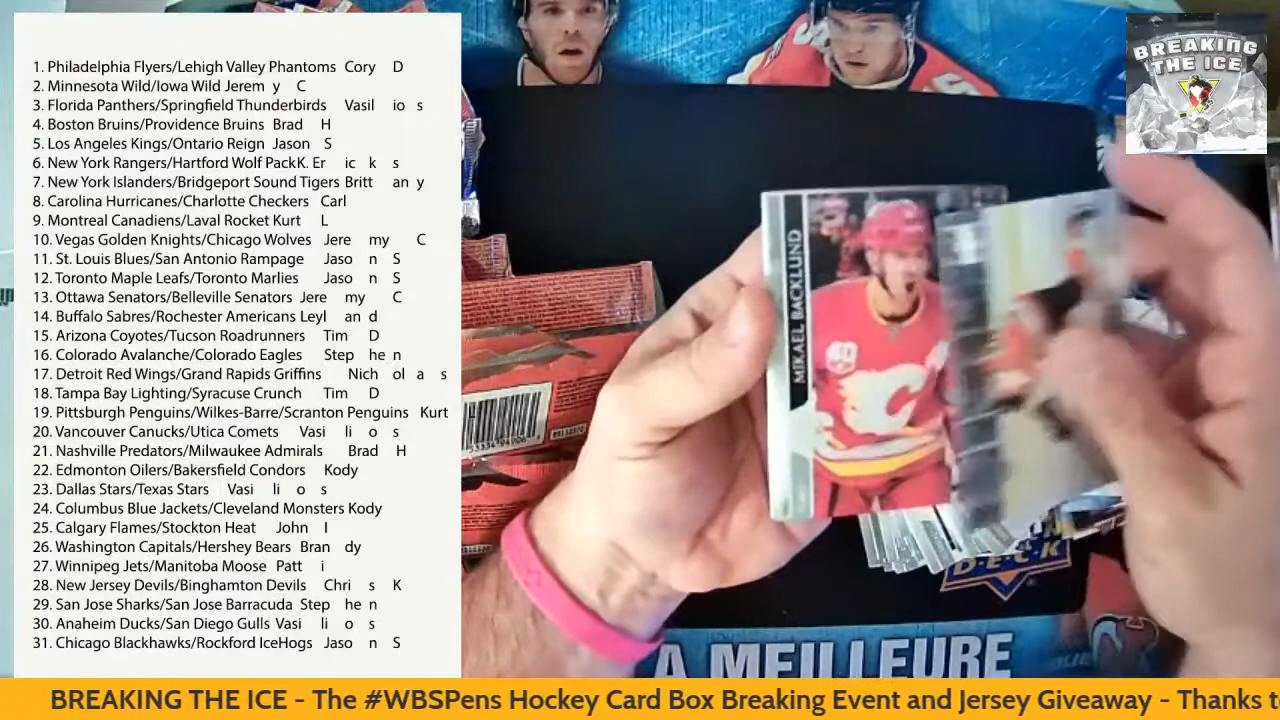 1. Philadelphia Flyers/Lehigh Valley Phantoms Cory D
2. Minnesota Wild/Iowa Wild Jerem y C
3. Florida Panthers/Springfield Thunderbirds Vasil io s
4. Boston Bruins/Providence Bruins Brad H
5. Los Angeles Kings/Ontario Reign Jason S
6. New York Rangers/Hartford Wolf PackK. Er ic k s
7. New York Islanders/Bridgeport Sound Tigers Britt an y
8. Carolina Hurricanes/Charlotte Checkers Carl
9. Montreal Canadiens/Laval Rocket Kurt L
10. Vegas Golden Knights/Chicago Wolves Jere my C
11. St. Louis Blues/San Antonio Rampage Jaso n S
12. Toronto Maple Leafs/Toronto Marlies Jaso n S
13. Ottawa Senators/Belleville Senators Jere my C
14. Buffalo Sabres/Rochester Americans Leyl an d
15. Arizona Coyotes/Tucson Roadrunners Tim D
16. Colorado Avalanche/Colorado Eagles Step he n
17. Detroit Red Wings/Grand Rapids Griffins Nich ol a s
18. Tampa Bay Lighting/Syracuse Crunch Tim D
19. Pittsburgh Penguins/Wilkes-Barre/Scranton Penguins Kurt
20. Vancouver Canucks/Utica Comets Vasi li o s
21. Nashville Predators/Milwaukee Admirals Brad H
22. Edmonton Oilers/Bakersfield Condors Kody
23. Dallas Stars/Texas Stars Vasi li o s
24. Columbus Blue Jackets/Cleveland Monsters Kody
25. Calgary Flames/Stockton Heat John I
26. Washington Capitals/Hershey Bears Bran dy
27. Winnipeg Jets/Manitoba Moose Patt i
28. New Jersey Devils/Binghamton Devils Chri s K
29. San Jose Sharks/San Jose Barracuda Step he n
30. Anaheim Ducks/San Diego Gulls Vasi li o s
31. Chicago Blackhawks/Rockford IceHogs Jaso n S
BREAKING
THE ICE
MIKAEL BACKLUND
40
DECK
A MEILLEURE
BREAKING THE ICE - The #WBSPens Hockey Card Box Breaking Event and Jersey Giveaway - Thanks t